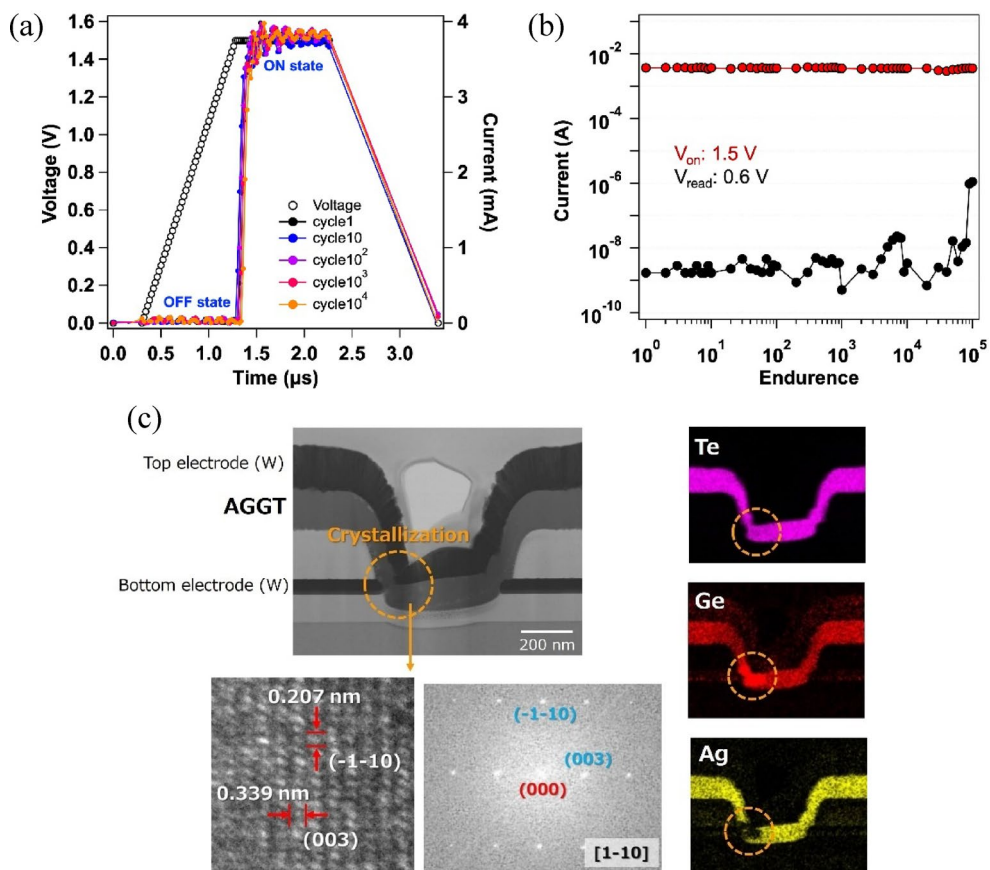 (a)
1.6
1.4
1.2
1.0
0.8
0.6
0.4
0.2
0.0
Voltage (V)
4
3
2
1
0
Current (mA)
0.0
0.5
1.0
1.5
2.0
2.5
3.0
Time (µs)
ON state
OFF state
Voltage
cycle1
cycle10
cycle10²
cycle10³
cycle10⁴
(b)
10⁻²
10⁻⁴
10⁻⁶
10⁻⁸
10⁻¹⁰
Current (A)
Von: 1.5 V
Vread: 0.6 V
10⁰
10¹
10²
10³
10⁴
10⁵
Endurence
(c)
Top electrode (W)
AGGT
Crystallization
Bottom electrode (W)
200 nm
0.207 nm
(-1-10)
0.339 nm
(003)
(-1-10)
(003)
(000)
[1-10]
Te
Ge
Ag